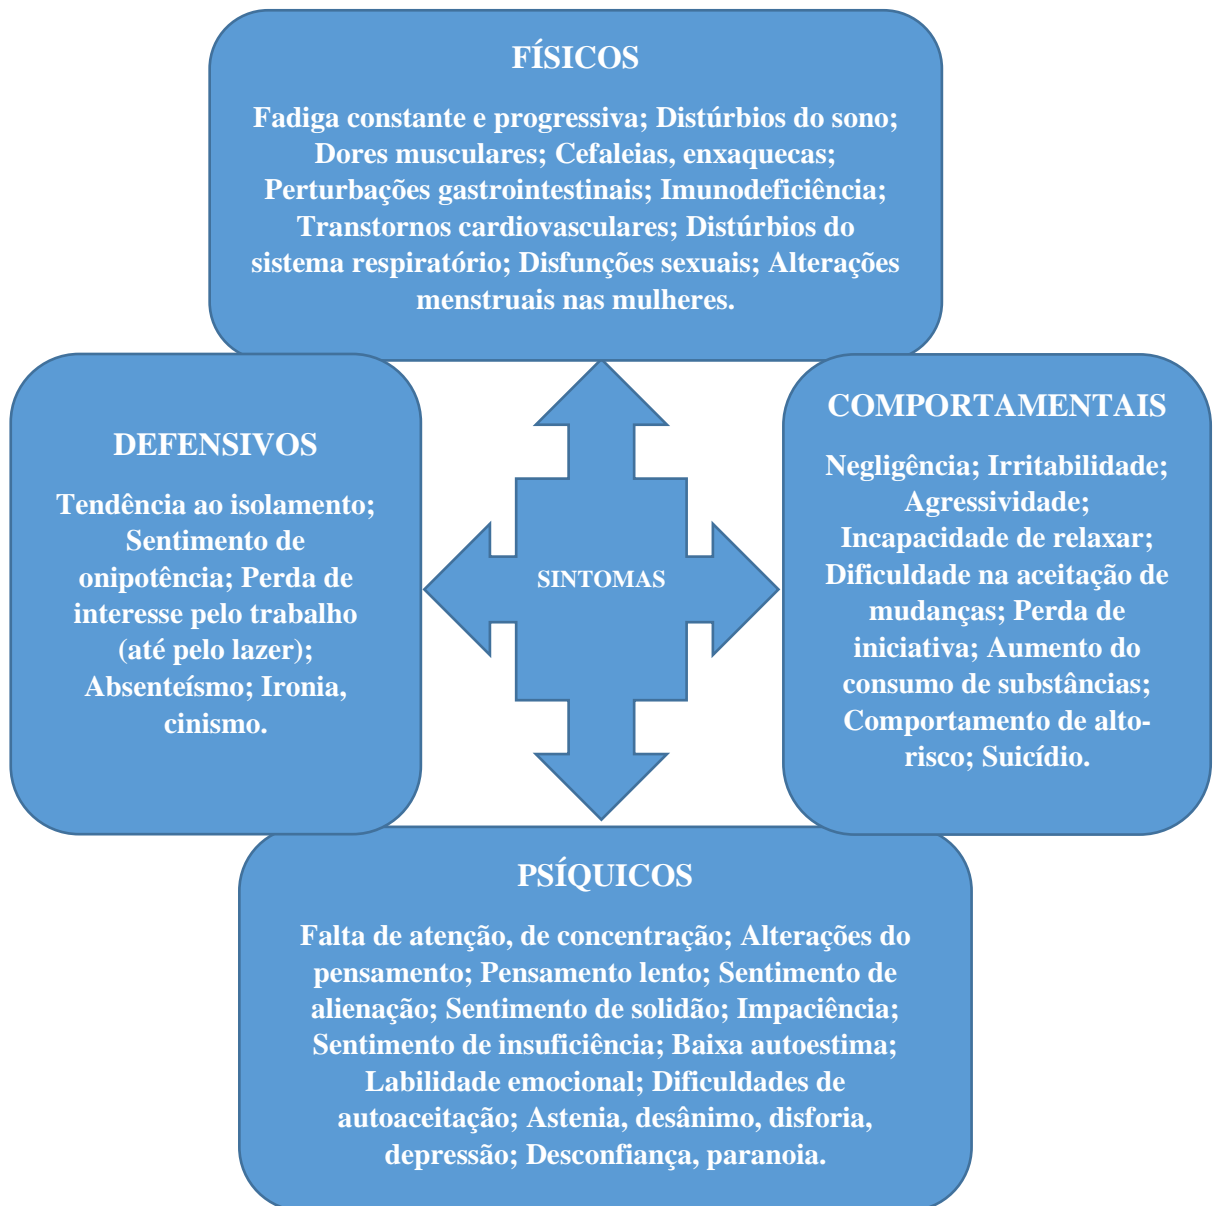 FÍSICOS
Fadiga constante e progressiva; Distúrbios do sono;
Dores musculares; Cefaleias, enxaquecas;
Perturbações gastrointestinais; Imunodeficiência;
Transtornos cardiovasculares; Distúrbios do
sistema respiratório; Disfunções sexuais; Alterações
menstruais nas mulheres.
DEFENSIVOS
Tendência ao isolamento;
Sentimento de
onipotência; Perda de
interesse pelo trabalho
(até pelo lazer);
Absenteísmo; Ironia,
cinismo.
SINTOMAS
COMPORTAMENTAIS
Negligência; Irritabilidade;
Agressividade;
Incapacidade de relaxar;
Dificuldade na aceitação de
mudanças; Perda de
iniciativa; Aumento do
consumo de substâncias;
Comportamento de alto-
risco; Suicídio.
PSÍQUICOS
Falta de atenção, de concentração; Alterações do
pensamento; Pensamento lento; Sentimento de
alienação; Sentimento de solidão; Impaciência;
Sentimento de insuficiência; Baixa autoestima;
Labilidade emocional; Dificuldades de
autoaceitação; Astenia, desânimo, disforia,
depressão; Desconfiança, paranoia.